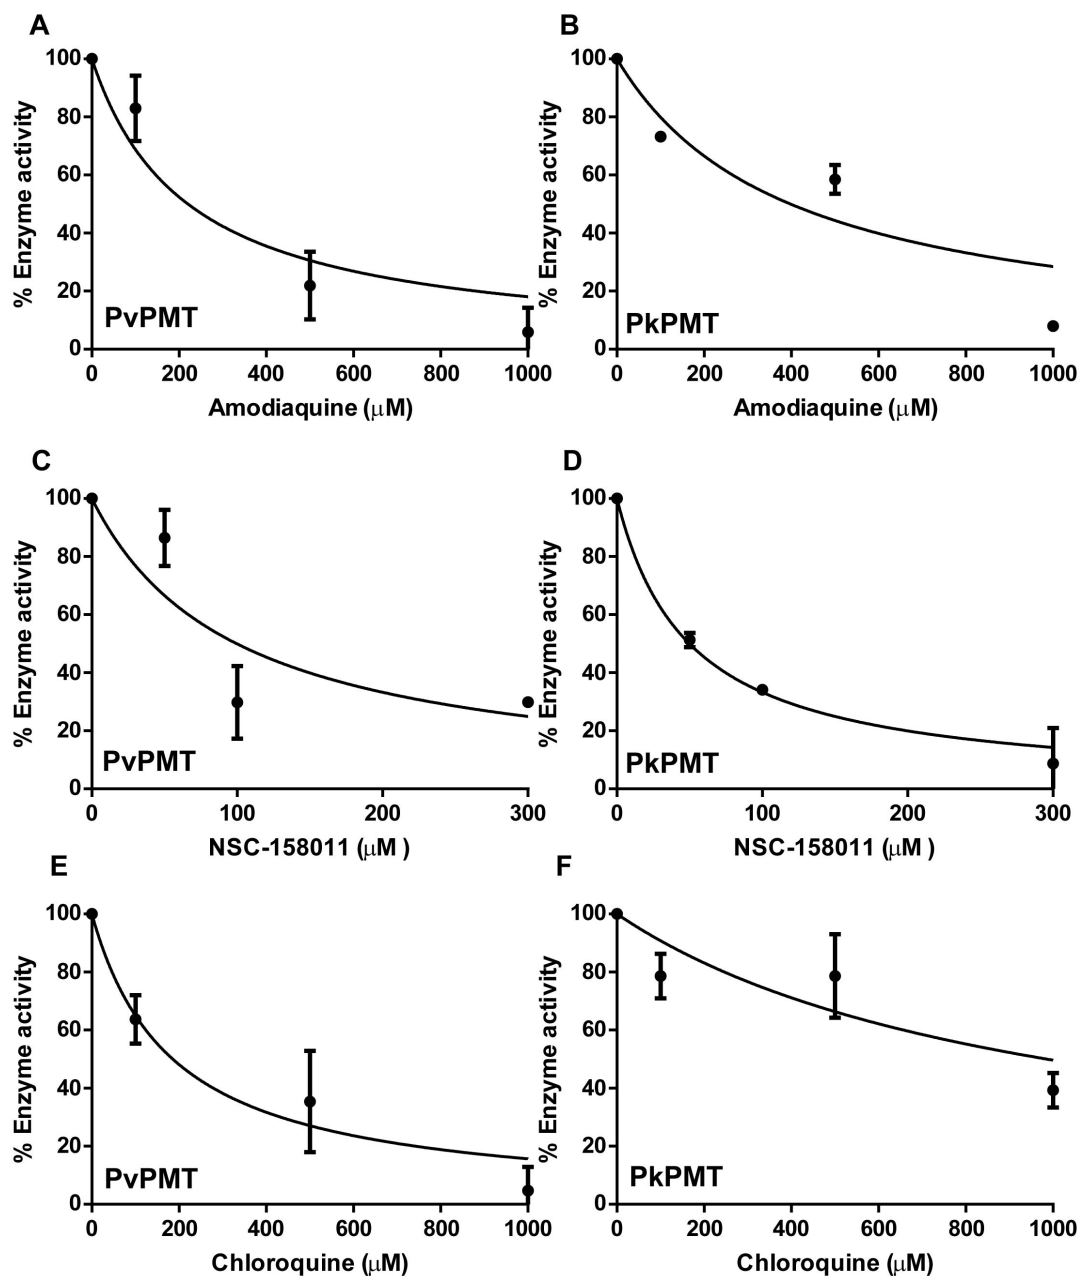 A
% Enzyme activity
100
80
60
40
20
0
PvPMT
0 200 400 600 800 1000
Amodiaquine (μM)
B
% Enzyme activity
100
80
60
40
20
0
PkPMT
0 200 400 600 800 1000
Amodiaquine (μM)
C
% Enzyme activity
100
80
60
40
20
0
PvPMT
0 100 200 300
NSC-158011 (μM )
D
% Enzyme activity
100
80
60
40
20
0
PkPMT
0 100 200 300
NSC-158011 (μM )
E
% Enzyme activity
100
80
60
40
20
0
PvPMT
0 200 400 600 800 1000
Chloroquine (μM)
F
% Enzyme activity
100
80
60
40
20
0
PkPMT
0 200 400 600 800 1000
Chloroquine (μM)